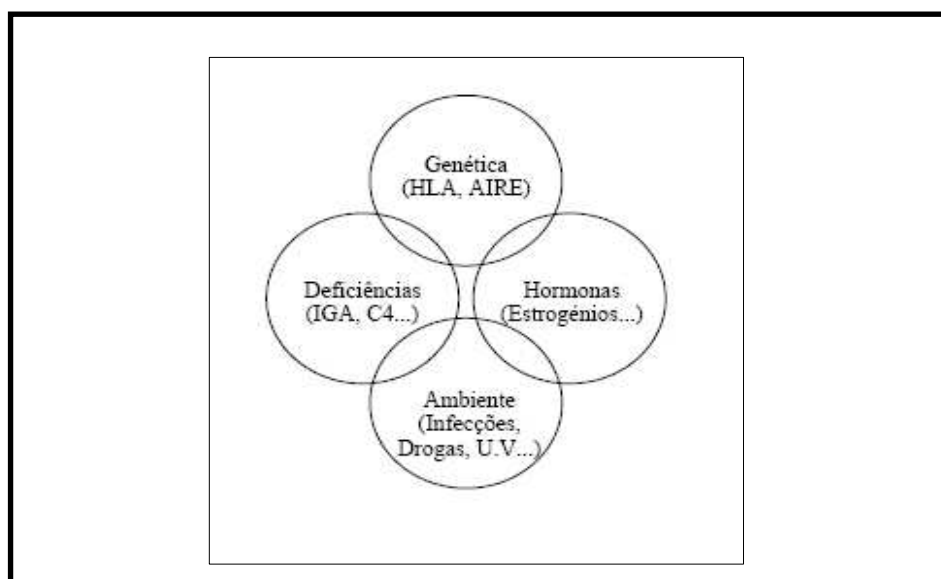 Genética
(HLA, AIRE)
Deficiências
(IGA, C4...)
Hormonas
(Estrogénios...)
Ambiente
(Infecções,
Drogas, U.V...)